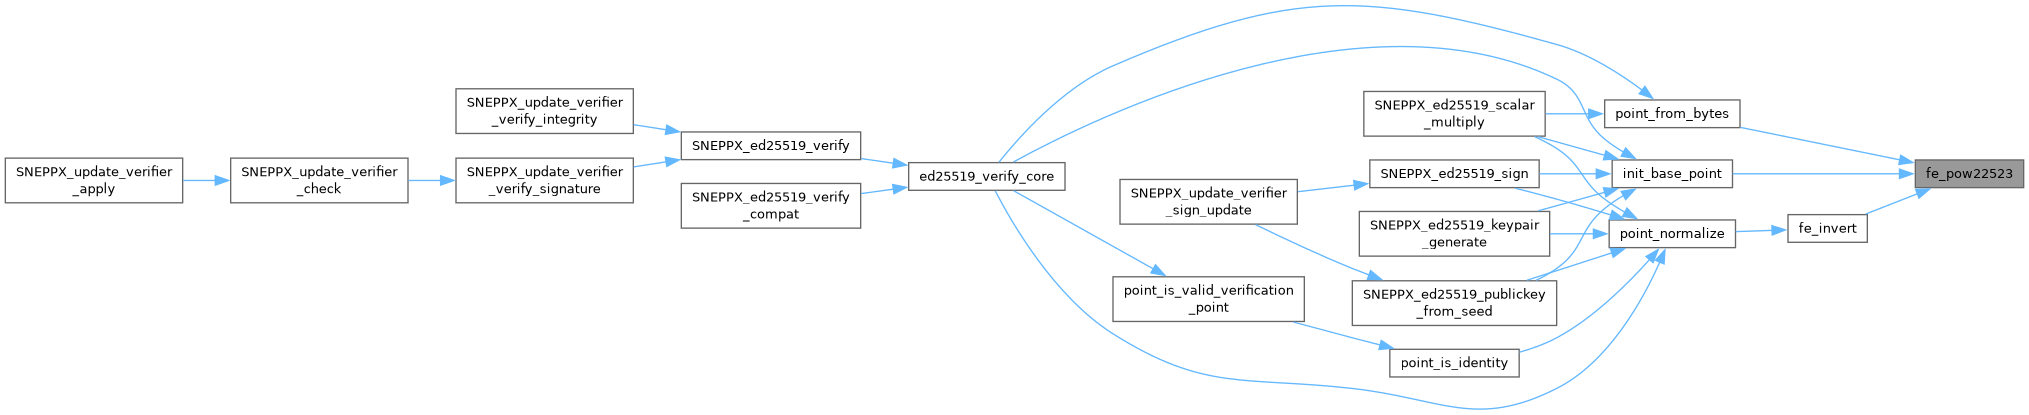 SNEPPX_update_verifier
_apply
SNEPPX_update_verifier
_check
SNEPPX_update_verifier
_verify_integrity
SNEPPX_update_verifier
_verify_signature
SNEPPX_ed25519_verify
SNEPPX_ed25519_verify
_compat
ed25519_verify_core
SNEPPX_update_verifier
_sign_update
point_is_valid_verification
_point
SNEPPX_ed25519_scalar
_multiply
SNEPPX_ed25519_sign
SNEPPX_ed25519_keypair
_generate
SNEPPX_ed25519_publickey
_from_seed
point_is_identity
point_from_bytes
init_base_point
point_normalize
fe_invert
fe_pow22523